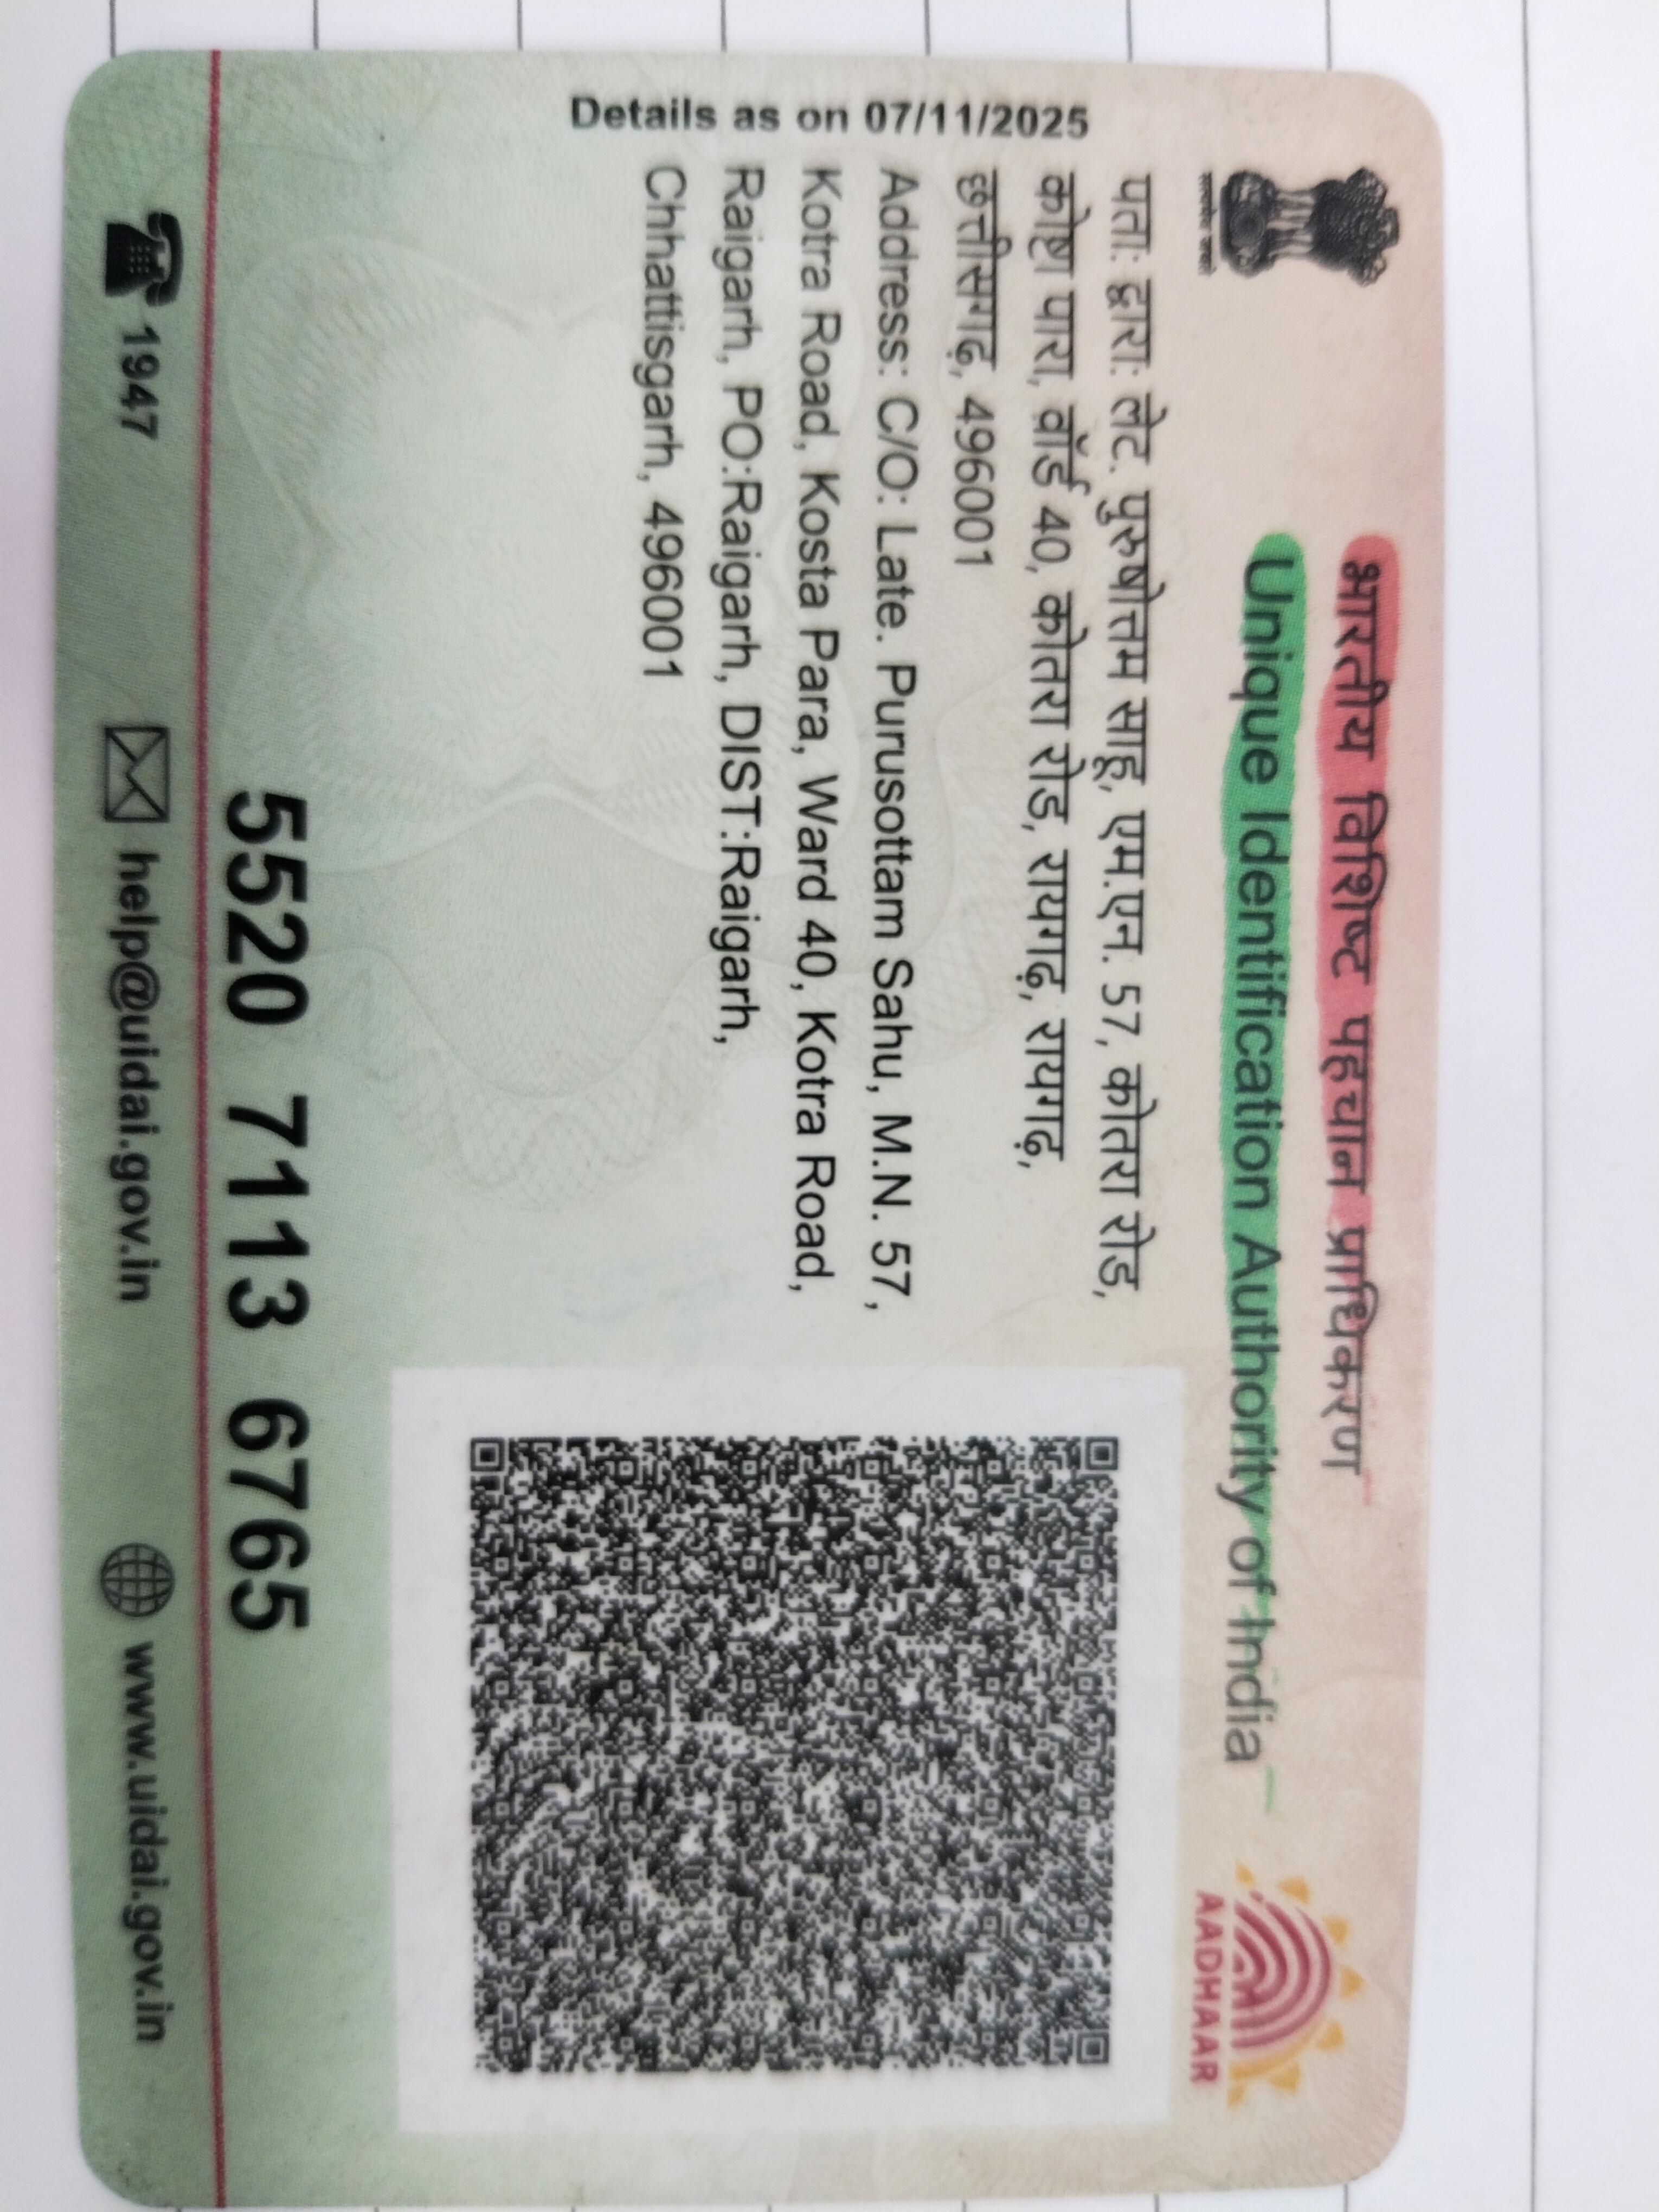 भारतीय विशिष्ट पहचान प्राधिकरण
Unique Identification Authority of India
AADHAAR
Details as on 07/11/2025
पता: द्वारा: लेट. पुरुषोत्तम साहू, एम.एन. 57, कोतरा रोड,
कोष्टा पारा, वॉर्ड 40, कोतरा रोड, रायगढ़, रायगढ़,
छत्तीसगढ़, 496001
Address: C/O: Late. Purusottam Sahu, M.N. 57,
Kotra Road, Kosta Para, Ward 40, Kotra Road,
Raigarh, PO:Raigarh, DIST:Raigarh,
Chhattisgarh, 496001
5520 7113 6765
1947 help@uidai.gov.in www.uidai.gov.in